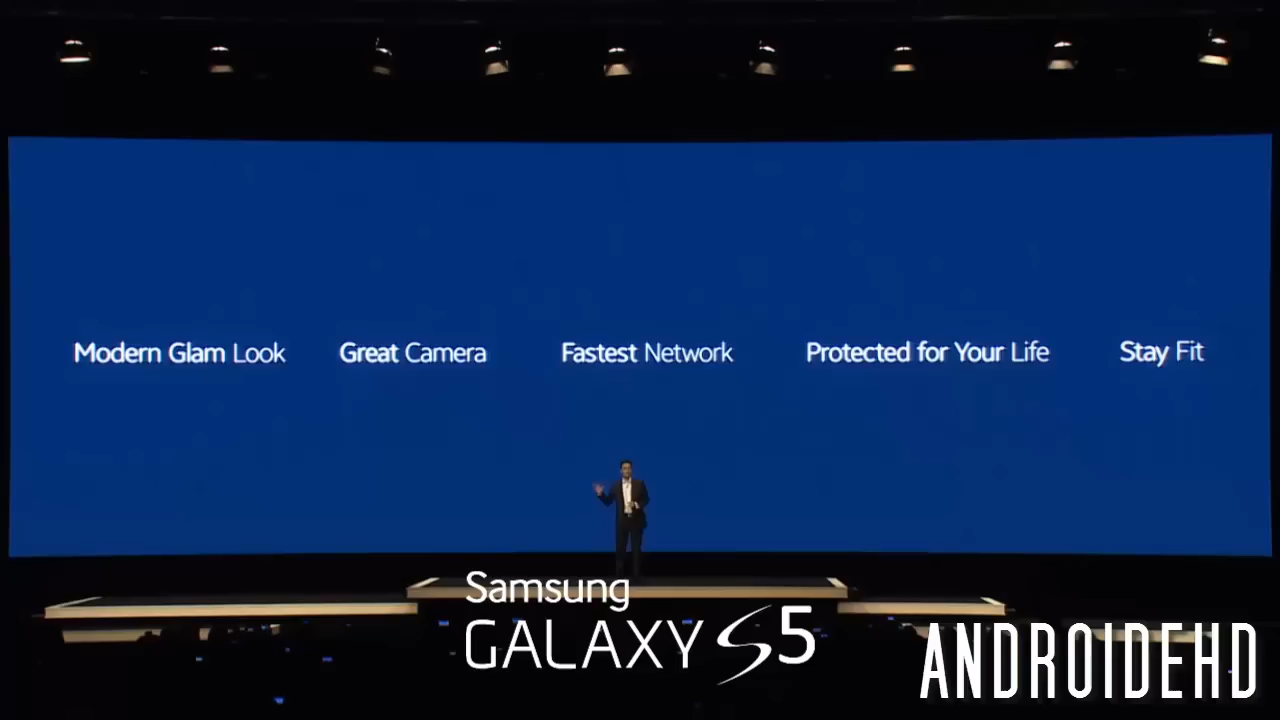 Modern Glam Look Great Camera Fastest Network Protected for Your Life Stay Fit
Samsung
GALAXY S5
ANDROIDEHD